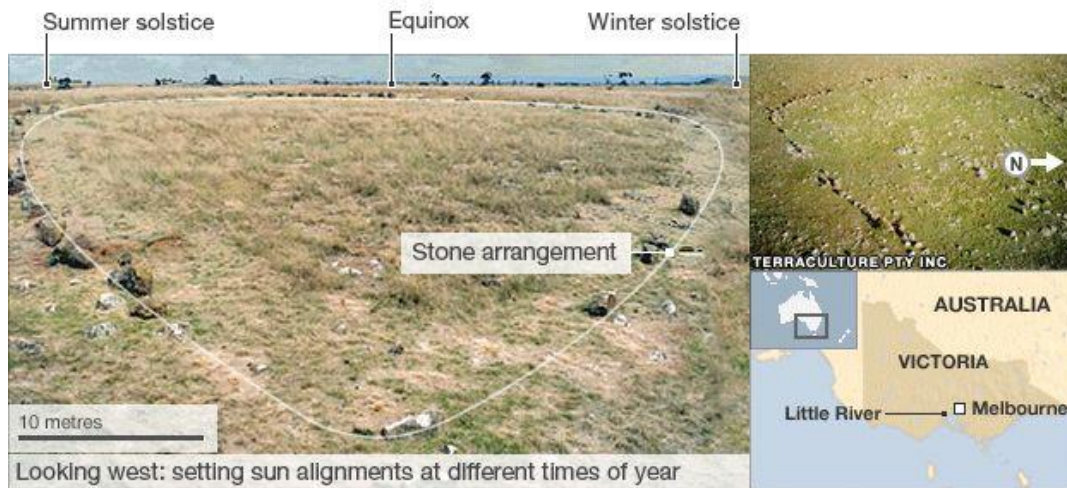 Summer solstice
Equinox
Winter solstice
Stone arrangement
10 metres
Looking west: setting sun alignments at different times of year
N
TERRACULTURE PTY INC
AUSTRALIA
VICTORIA
Little River
Melbourne